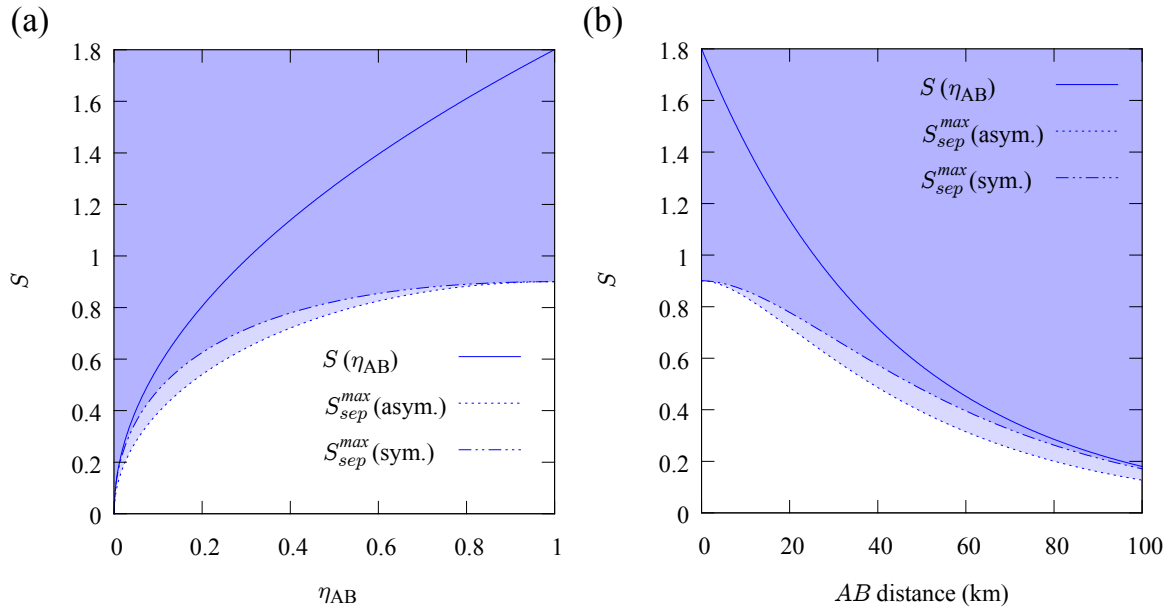 (a)
1.8
1.6
1.4
1.2
1
0.8
0.6
0.4
0.2
0
S
S (ηAB)
S_sep^max (asym.)
S_sep^max (sym.)
0 0.2 0.4 0.6 0.8 1
ηAB
(b)
1.8
1.6
1.4
1.2
1
0.8
0.6
0.4
0.2
0
S
S (ηAB)
S_sep^max (asym.)
S_sep^max (sym.)
0 20 40 60 80 100
AB distance (km)